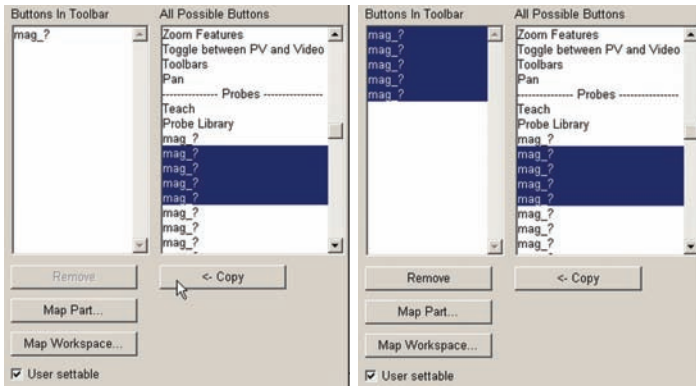 Buttons In Toolbar
mag_?
All Possible Buttons
Zoom Features
Toggle between PV and Video
Toolbars
Pan
---------- Probes ----------
Teach
Probe Library
mag_?
mag_?
mag_?
mag_?
mag_?
mag_?
mag_?
mag_?
Remove
<- Copy
Map Part...
Map Workspace...
User settable
Buttons In Toolbar
mag_?
mag_?
mag_?
mag_?
mag_?
All Possible Buttons
Zoom Features
Toggle between PV and Video
Toolbars
Pan
---------- Probes ----------
Teach
Probe Library
mag_?
mag_?
mag_?
mag_?
mag_?
mag_?
mag_?
mag_?
Remove
<- Copy
Map Part...
Map Workspace...
User settable